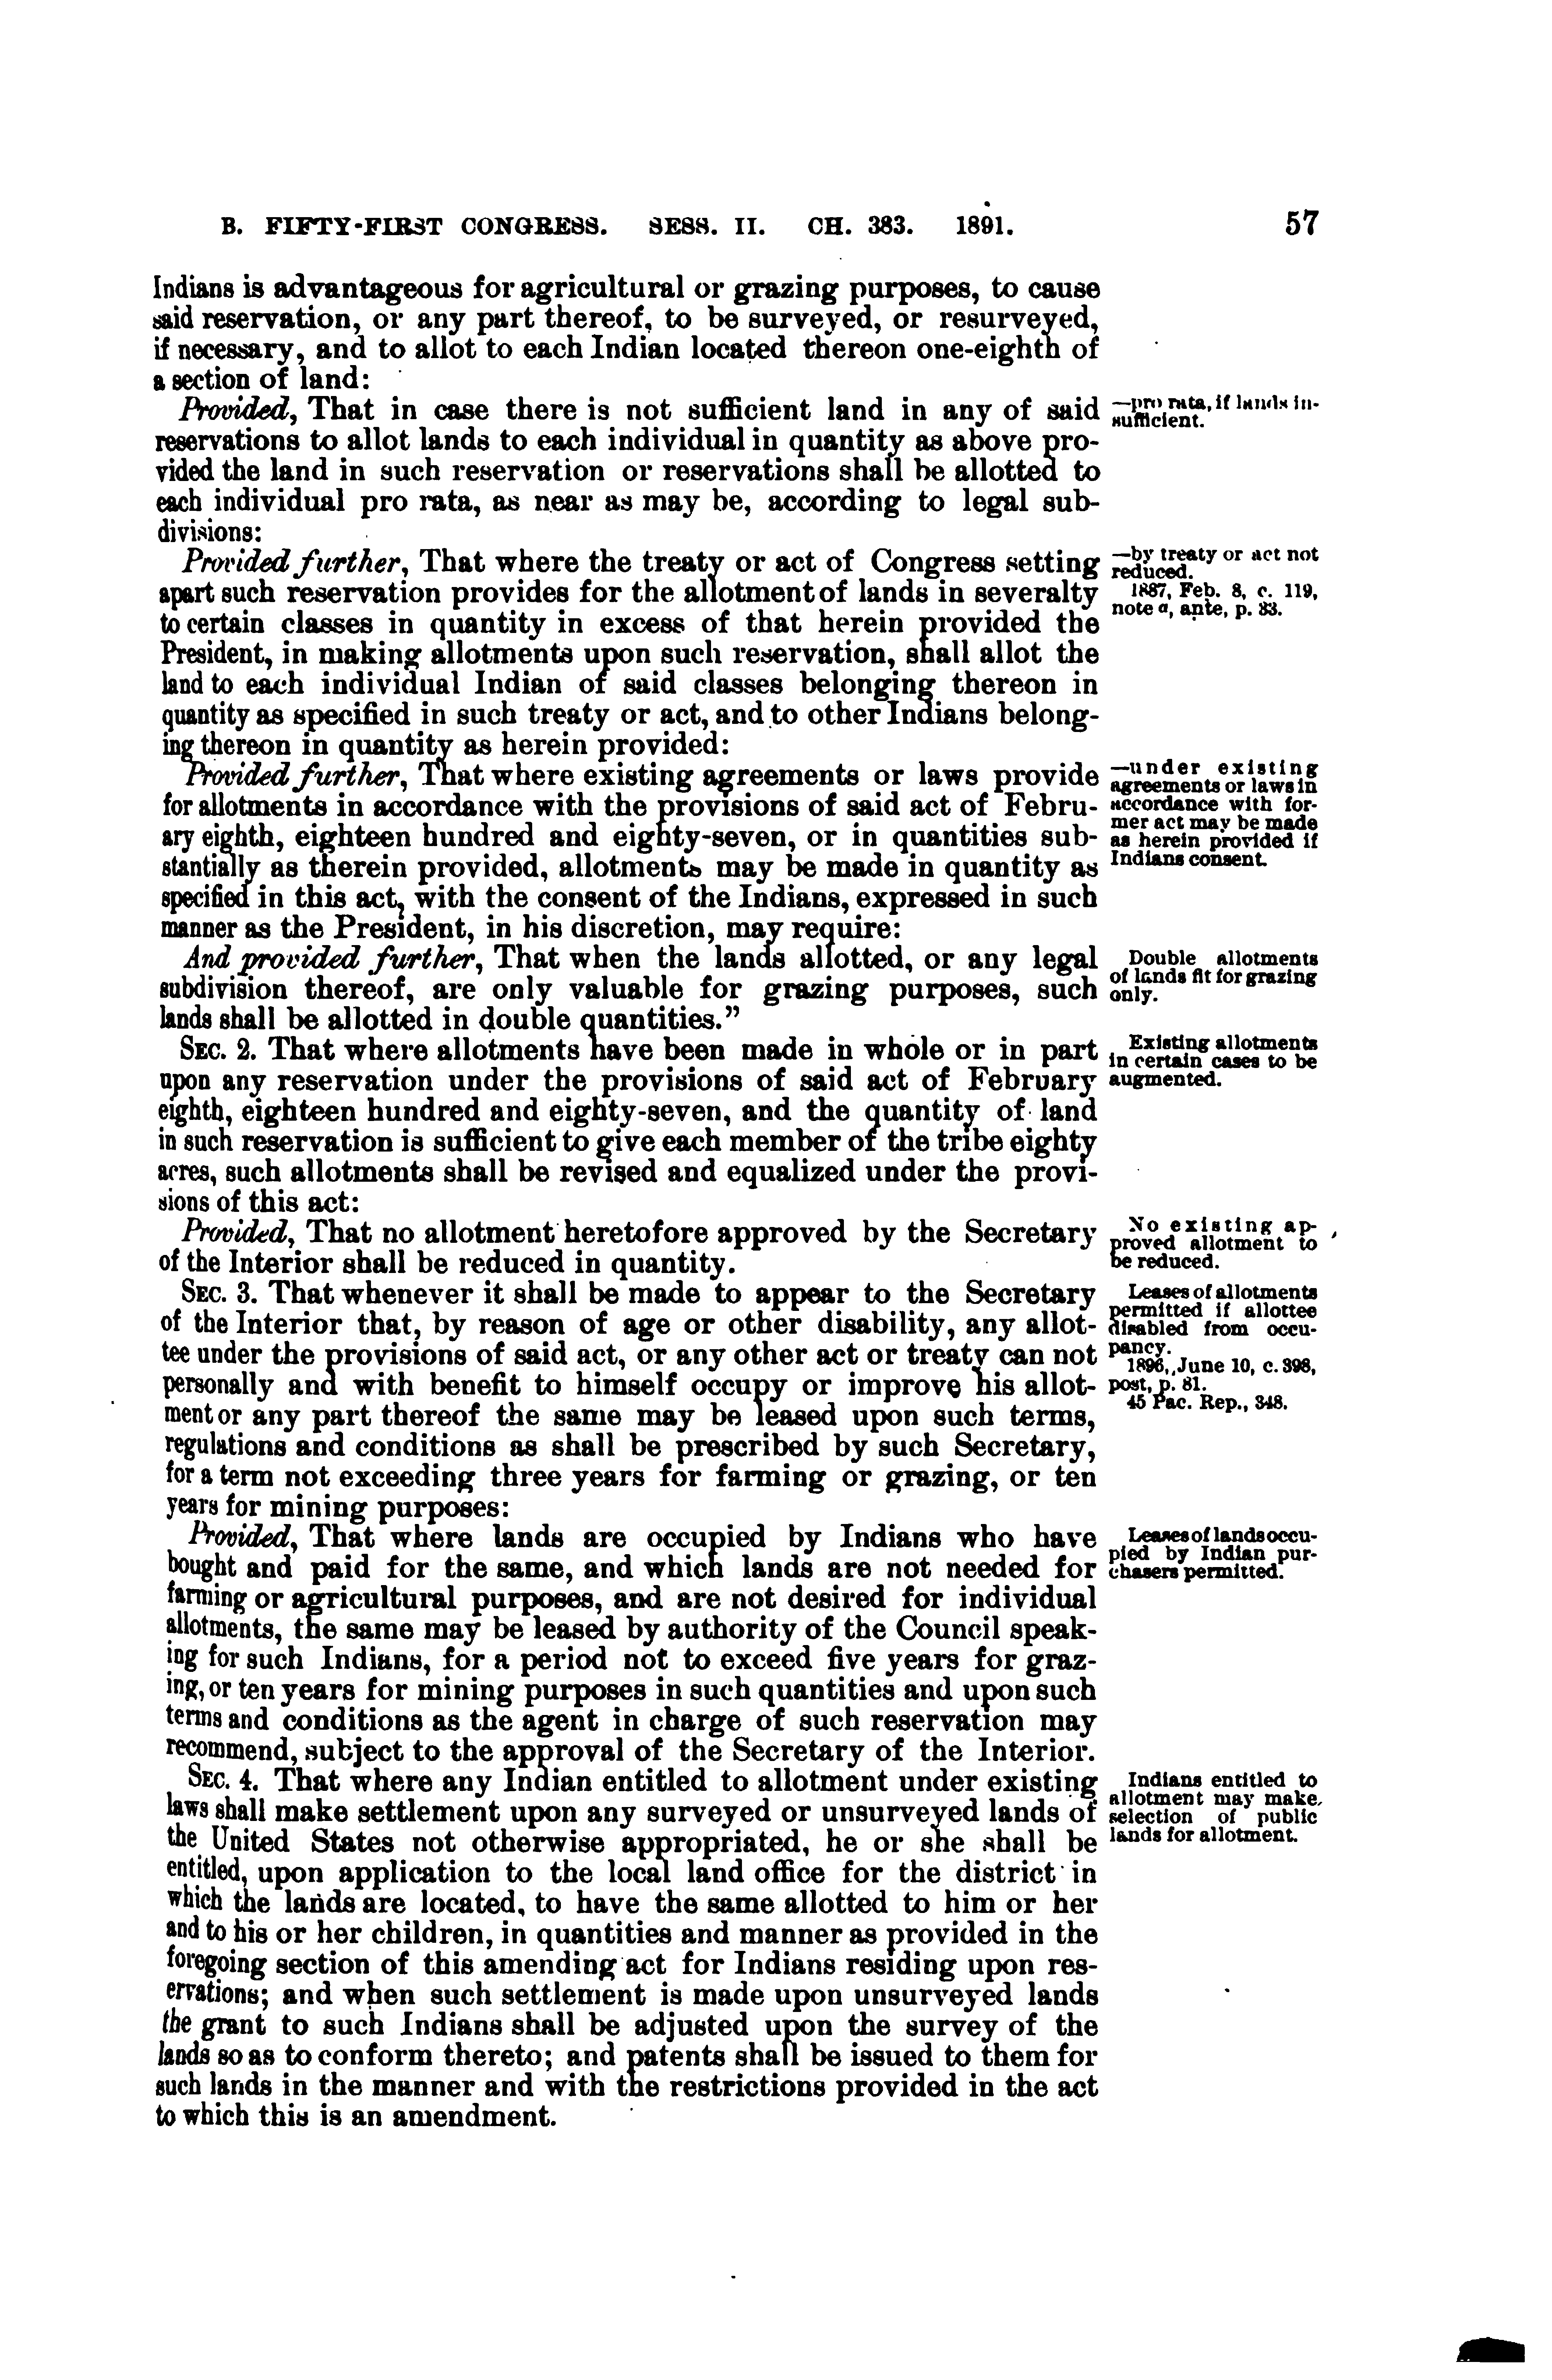 B. FIFTY-FIRST CONGRESS. SESS. II. CH. 383. 1891. 57
Indians is advantageous for agricultural or grazing purposes, to cause
said reservation, or any part thereof, to be surveyed, or resurveyed,
if necessary, and to allot to each Indian located thereon one-eighth of
a section of land:
Provided, That in case there is not sufficient land in any of said
reservations to allot lands to each individual in quantity as above pro-
vided the land in such reservation or reservations shall be allotted to
each individual pro rata, as near as may be, according to legal sub-
divisions:
—pro rata, if lands in-
sufficient.
Provided further, That where the treaty or act of Congress setting
apart such reservation provides for the allotment of lands in severalty
to certain classes in quantity in excess of that herein provided the
President, in making allotments upon such reservation, shall allot the
land to each individual Indian of said classes belonging thereon in
quantity as specified in such treaty or act, and to other Indians belong-
ing thereon in quantity as herein provided:
—by treaty or act not
reduced.
1887, Feb. 8, c. 119,
note a, ante, p. 33.
Provided further, That where existing agreements or laws provide
for allotments in accordance with the provisions of said act of Febru-
ary eighth, eighteen hundred and eighty-seven, or in quantities sub-
stantially as therein provided, allotments may be made in quantity as
specified in this act, with the consent of the Indians, expressed in such
manner as the President, in his discretion, may require:
—under existing
agreements or laws in
accordance with for-
mer act may be made
as herein provided if
Indians consent.
And provided further, That when the lands allotted, or any legal
subdivision thereof, are only valuable for grazing purposes, such
lands shall be allotted in double quantities.”
Double allotments
of lands fit for grazing
only.
SEC. 2. That where allotments have been made in whole or in part
upon any reservation under the provisions of said act of February
eighth, eighteen hundred and eighty-seven, and the quantity of land
in such reservation is sufficient to give each member of the tribe eighty
acres, such allotments shall be revised and equalized under the provi-
sions of this act:
Existing allotments
in certain cases to be
augmented.
Provided, That no allotment heretofore approved by the Secretary
of the Interior shall be reduced in quantity.
No existing ap-
proved allotment to
be reduced.
SEC. 3. That whenever it shall be made to appear to the Secretary
of the Interior that, by reason of age or other disability, any allot-
tee under the provisions of said act, or any other act or treaty can not
personally and with benefit to himself occupy or improve his allot-
ment or any part thereof the same may be leased upon such terms,
regulations and conditions as shall be prescribed by such Secretary,
for a term not exceeding three years for farming or grazing, or ten
years for mining purposes:
Leases of allotments
permitted if allottee
disabled from occu-
pancy.
1896, June 10, c. 398,
post, p. 81.
45 Pac. Rep., 348.
Provided, That where lands are occupied by Indians who have
bought and paid for the same, and which lands are not needed for
farming or agricultural purposes, and are not desired for individual
allotments, the same may be leased by authority of the Council speak-
ing for such Indians, for a period not to exceed five years for graz-
ing, or ten years for mining purposes in such quantities and upon such
terms and conditions as the agent in charge of such reservation may
recommend, subject to the approval of the Secretary of the Interior.
Leases of lands occu-
pied by Indian pur-
chasers permitted.
SEC. 4. That where any Indian entitled to allotment under existing
laws shall make settlement upon any surveyed or unsurveyed lands of
the United States not otherwise appropriated, he or she shall be
entitled, upon application to the local land office for the district in
which the lands are located, to have the same allotted to him or her
and to his or her children, in quantities and manner as provided in the
foregoing section of this amending act for Indians residing upon res-
ervations; and when such settlement is made upon unsurveyed lands
the grant to such Indians shall be adjusted upon the survey of the
lands so as to conform thereto; and patents shall be issued to them for
such lands in the manner and with the restrictions provided in the act
to which this is an amendment.
Indians entitled to
allotment may make
selection of public
lands for allotment.